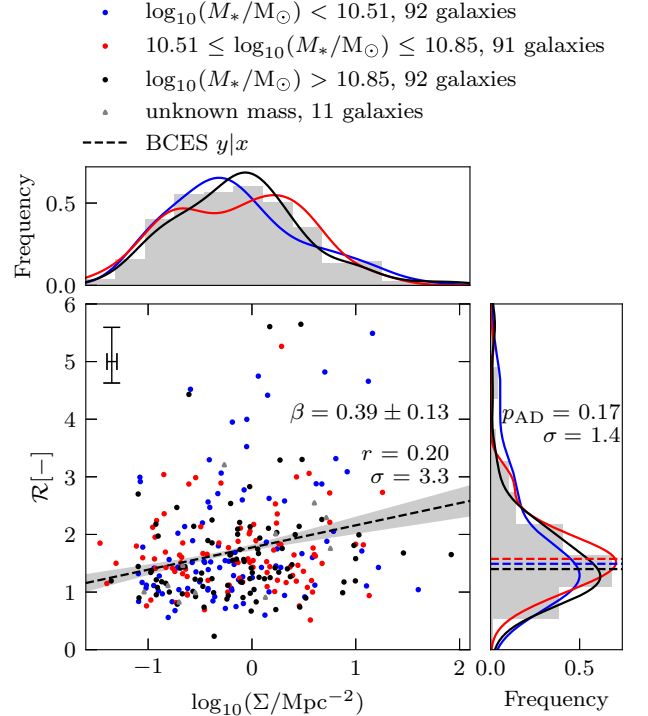 log₁₀(M∗/M⊙) < 10.51, 92 galaxies
10.51 ≤ log₁₀(M∗/M⊙) ≤ 10.85, 91 galaxies
log₁₀(M∗/M⊙) > 10.85, 92 galaxies
unknown mass, 11 galaxies
BCES y|x
Frequency
0.5
0.0
6
5
4
3
2
1
0
ℛ[−]
β = 0.39 ± 0.13
r = 0.20
σ = 3.3
−1
0
1
2
log₁₀(Σ/Mpc⁻²)
p_AD = 0.17
σ = 1.4
0.0
0.5
Frequency